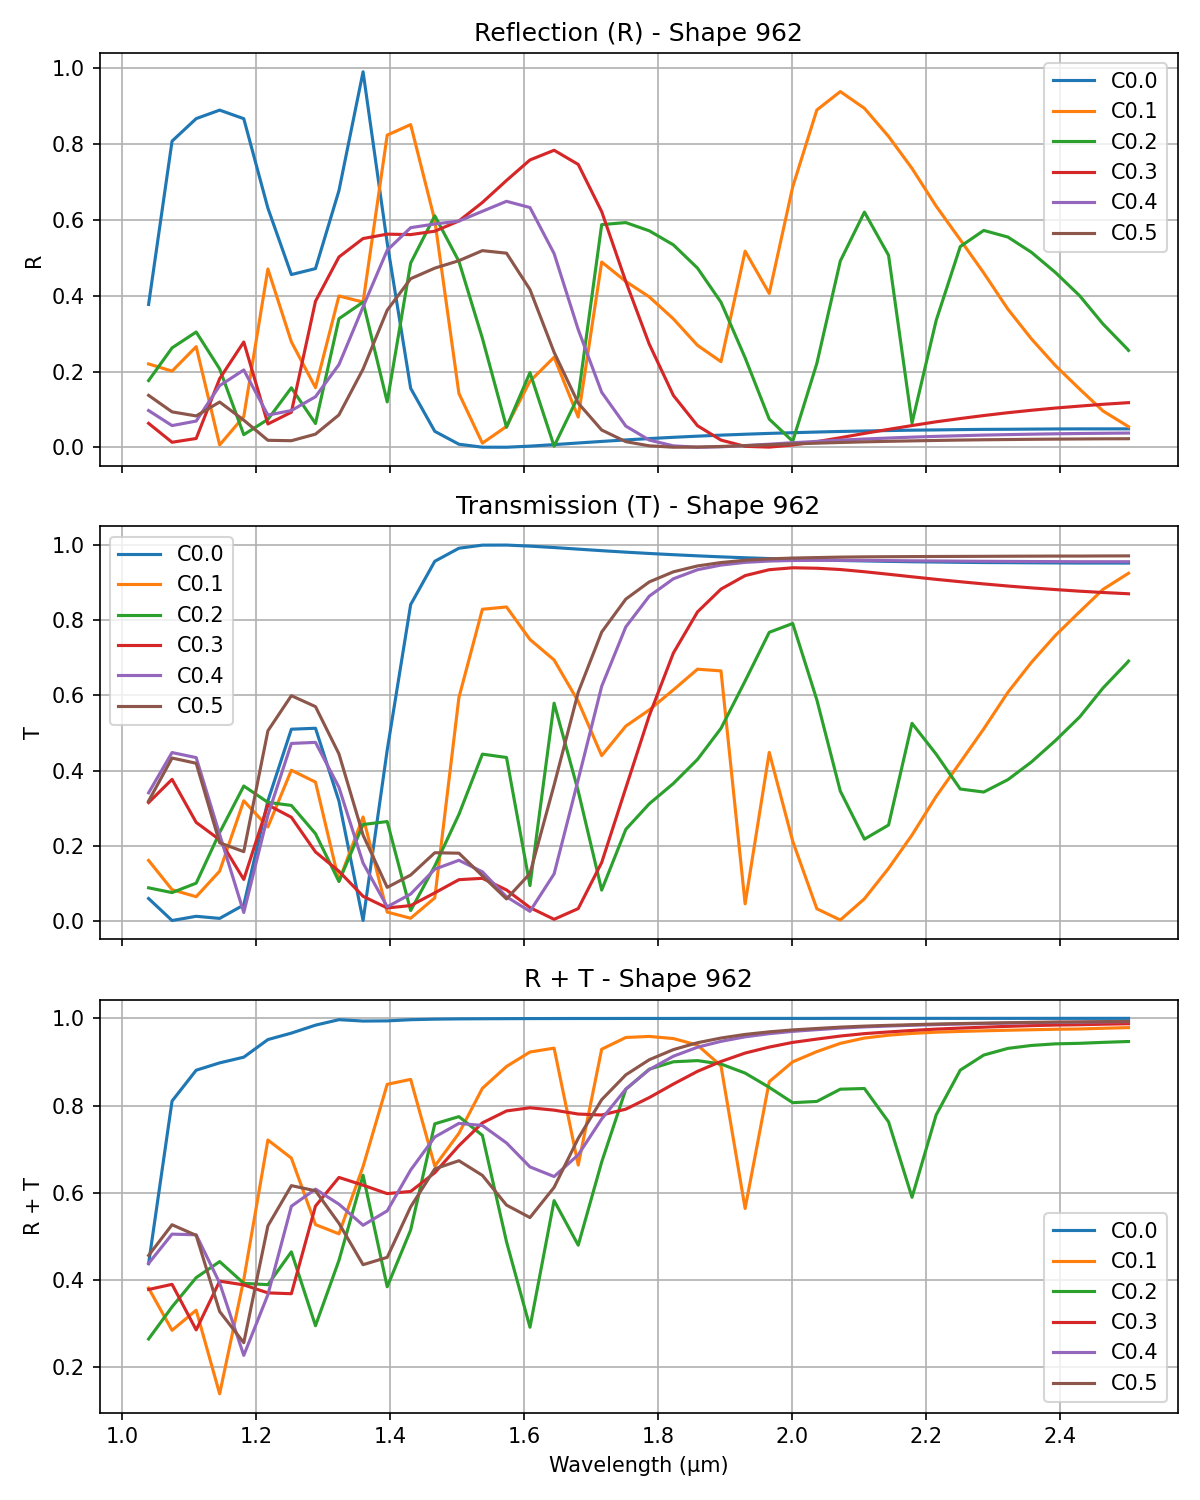 Reflection (R) - Shape 962
1.0
0.8
0.6
0.4
0.2
0.0
R
C0.0
C0.1
C0.2
C0.3
C0.4
C0.5
Transmission (T) - Shape 962
1.0
0.8
0.6
0.4
0.2
0.0
T
C0.0
C0.1
C0.2
C0.3
C0.4
C0.5
R + T - Shape 962
1.0
0.8
0.6
0.4
0.2
R + T
C0.0
C0.1
C0.2
C0.3
C0.4
C0.5
1.0 1.2 1.4 1.6 1.8 2.0 2.2 2.4
Wavelength (μm)